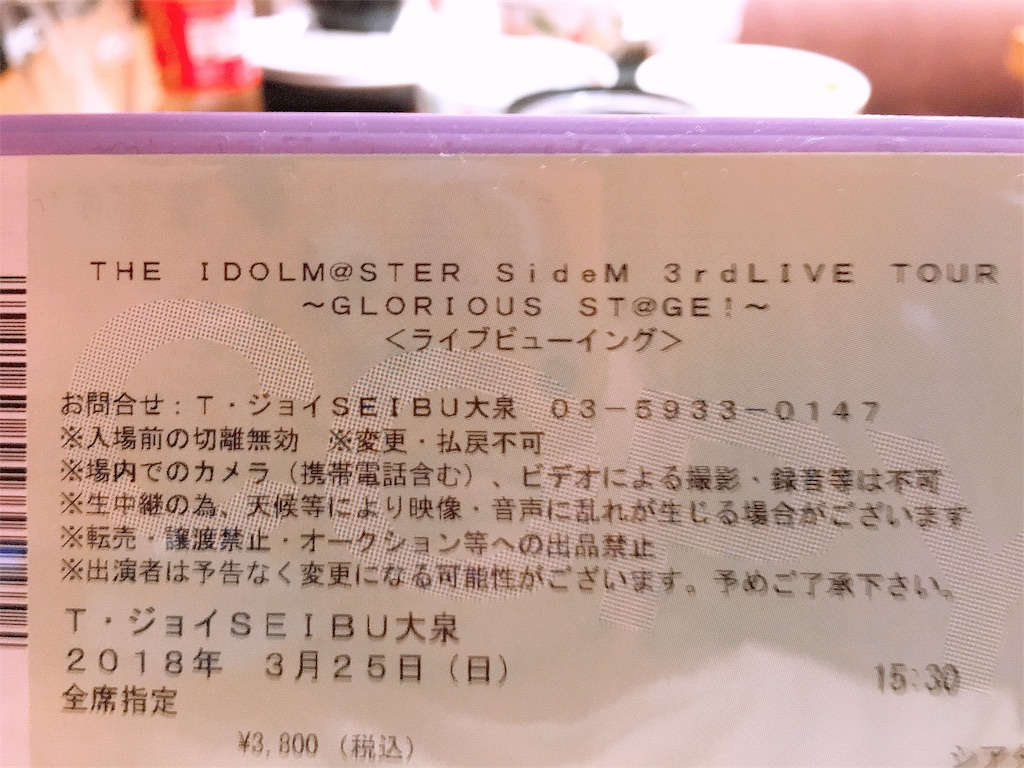 THE IDOLM@STER SideM 3rdLIVE TOUR
～GLORIOUS ST@GE!～
＜ライブビューイング＞
お問合せ：T・ジョイSEIBU大泉 03－5933－0147
※入場前の切離無効 ※変更・払戻不可
※場内でのカメラ（携帯電話含む）、ビデオによる撮影・録音等は不可
※生中継の為、天候等により映像・音声に乱れが生じる場合がございます
※転売・譲渡禁止・オークション等への出品禁止
※出演者は予告なく変更になる可能性がございます。予めご了承下さい。
T・ジョイSEIBU大泉
2018年 3月25日（日） 15:30
全席指定
¥3,800（税込）
COPY